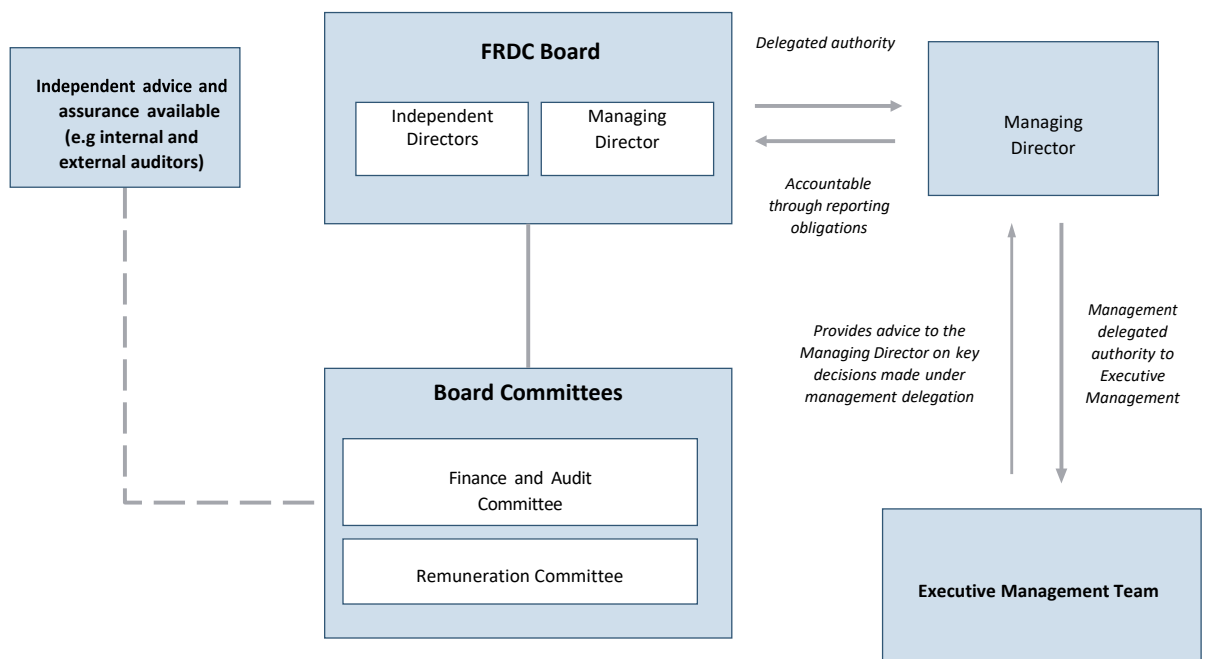 Independent advice and
assurance available
(e.g internal and
external auditors)
FRDC Board
Independent
Directors
Managing
Director
Delegated authority
Accountable
through reporting
obligations
Managing
Director
Provides advice to the
Managing Director on key
decisions made under
management delegation
Management
delegated
authority to
Executive
Management
Board Committees
Finance and Audit
Committee
Remuneration Committee
Executive Management Team